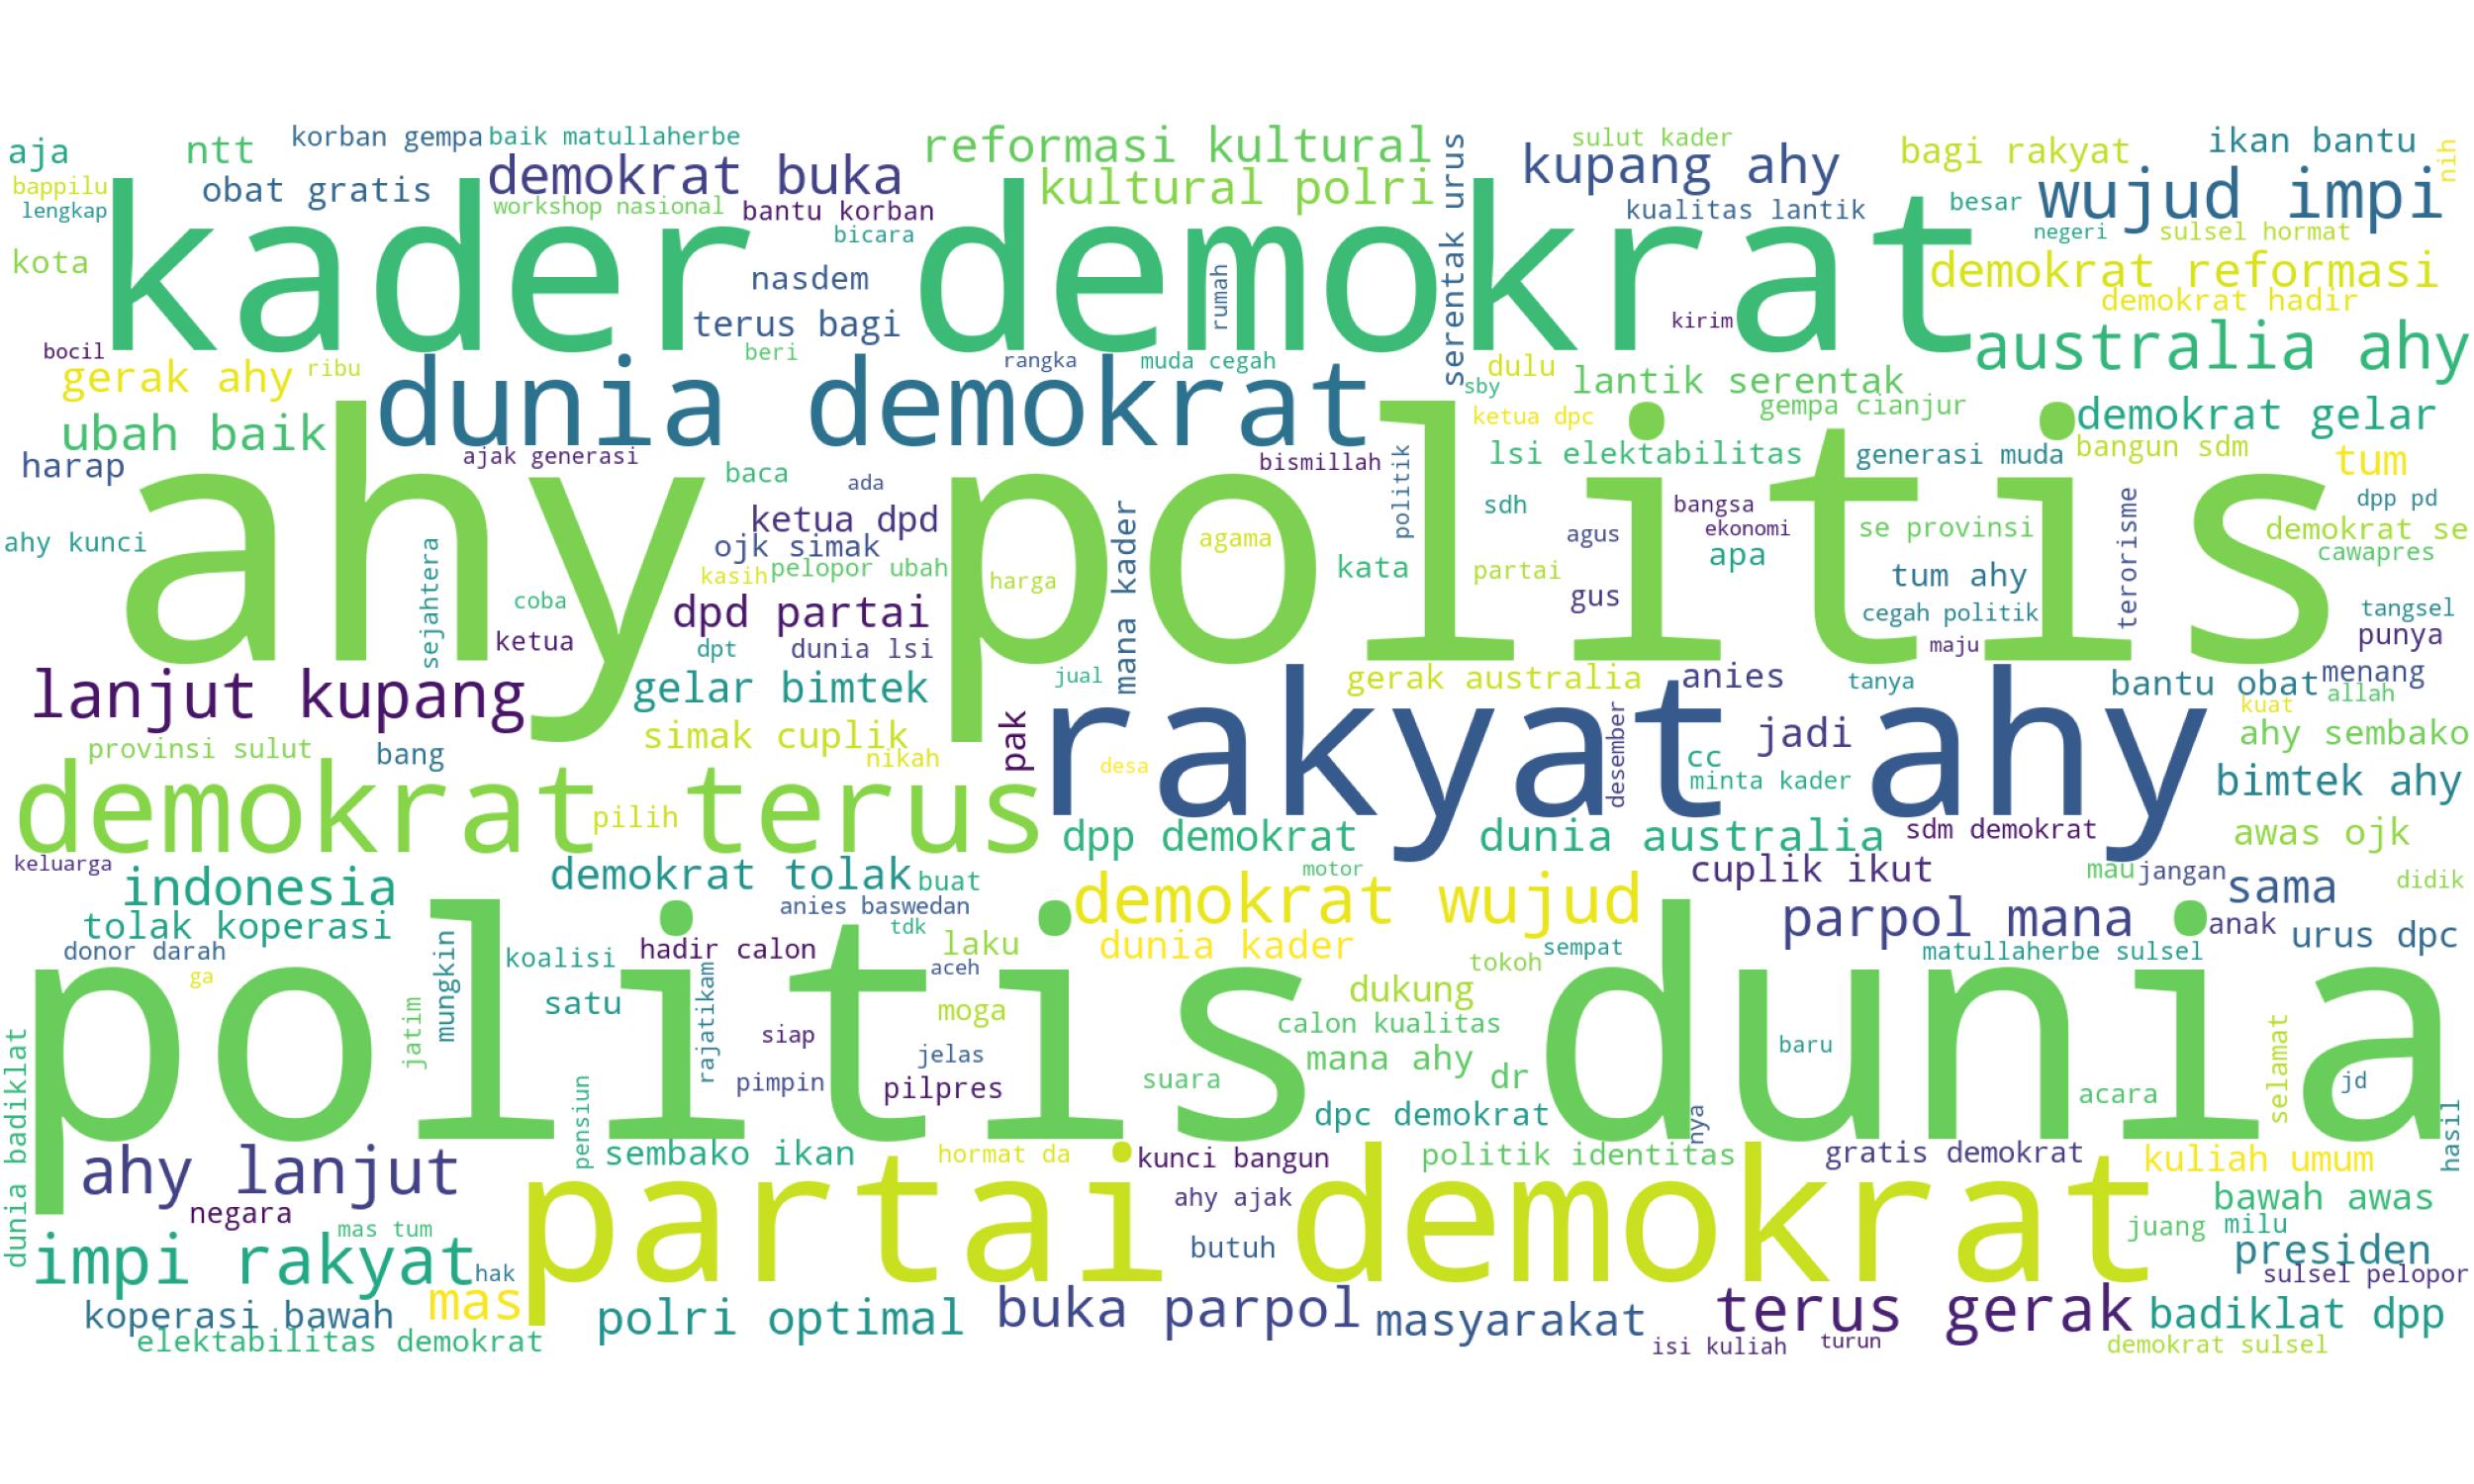 aja
ntt
korban gempa
baik matullaherbe
reformasi kultural
serentak urus
sulut kader
bagi rakyat
ikan bantu
nih
bappilu
lengkap
obat gratis
demokrat buka
workshop nasional
bantu korban
kultural polri
kupang ahy
kualitas lantik
besar
wujud impi
negeri
sulsel hormat
kota
kader demokrat
bicara
nasdem
rumah
demokrat reformasi
demokrat hadir
terus bagi
kirim
bocil
beri
rangka
muda cegah
australia ahy
gerak ahy
ribu
dunia demokrat
sby
dulu
lantik serentak
ubah baik
ketua dpc
gempa cianjur
demokrat gelar
harap
ajak generasi
baca
ada
bismillah
politik
lsi elektabilitas
generasi muda
bangun sdm
tum
ahy politis
ahy kunci
sejahtera
ketua dpd
ojk simak
mana kader
agama
sdh
agus
bangsa
ekonomi
se provinsi
terorisme
dpp pd
demokrat se
cawapres
kasih
pelopor ubah
harga
kata
partai
apa
tum ahy
coba
dpd partai
gus
cegah politik
tangsel
ketua
dpt
dunia lsi
maju
punya
lanjut kupang
gelar bimtek
jual
gerak australia
anies
tanya
bantu obat
menang
allah
kuat
simak cuplik
pak
rakyat ahy
desember
jadi
ahy sembako
provinsi sulut
bang
nikah
desa
cc
minta kader
bimtek ahy
demokrat terus
pilih
dpp demokrat
dunia australia
sdm demokrat
awas ojk
keluarga
indonesia
demokrat tolak
buat
motor
cuplik ikut
mau
jangan
sama
didik
tolak koperasi
anies baswedan
tdk
demokrat wujud
parpol mana
anak
urus dpc
donor darah
mungkin
koalisi
hadir calon
laku
dunia kader
sempat
matullaherbe sulsel
ga
aceh
tokoh
politis dunia
jatim
satu
rajatikam
moga
dukung
siap
calon kualitas
jelas
mana ahy
baru
selamat
pimpin
pilpres
suara
dr
jd
dunia badiklat
pensiun
dpc demokrat
nya
acara
hasil
ahy lanjut
sembako ikan
hormat da
kunci bangun
politik identitas
gratis demokrat
kuliah umum
negara
partai demokrat
ahy ajak
bawah awas
mas tum
juang
milu
impi rakyat
hak
butuh
presiden
sulsel pelopor
koperasi bawah
mas
polri optimal
buka parpol
masyarakat
terus gerak
badiklat dpp
elektabilitas demokrat
isi kuliah
turun
demokrat sulsel